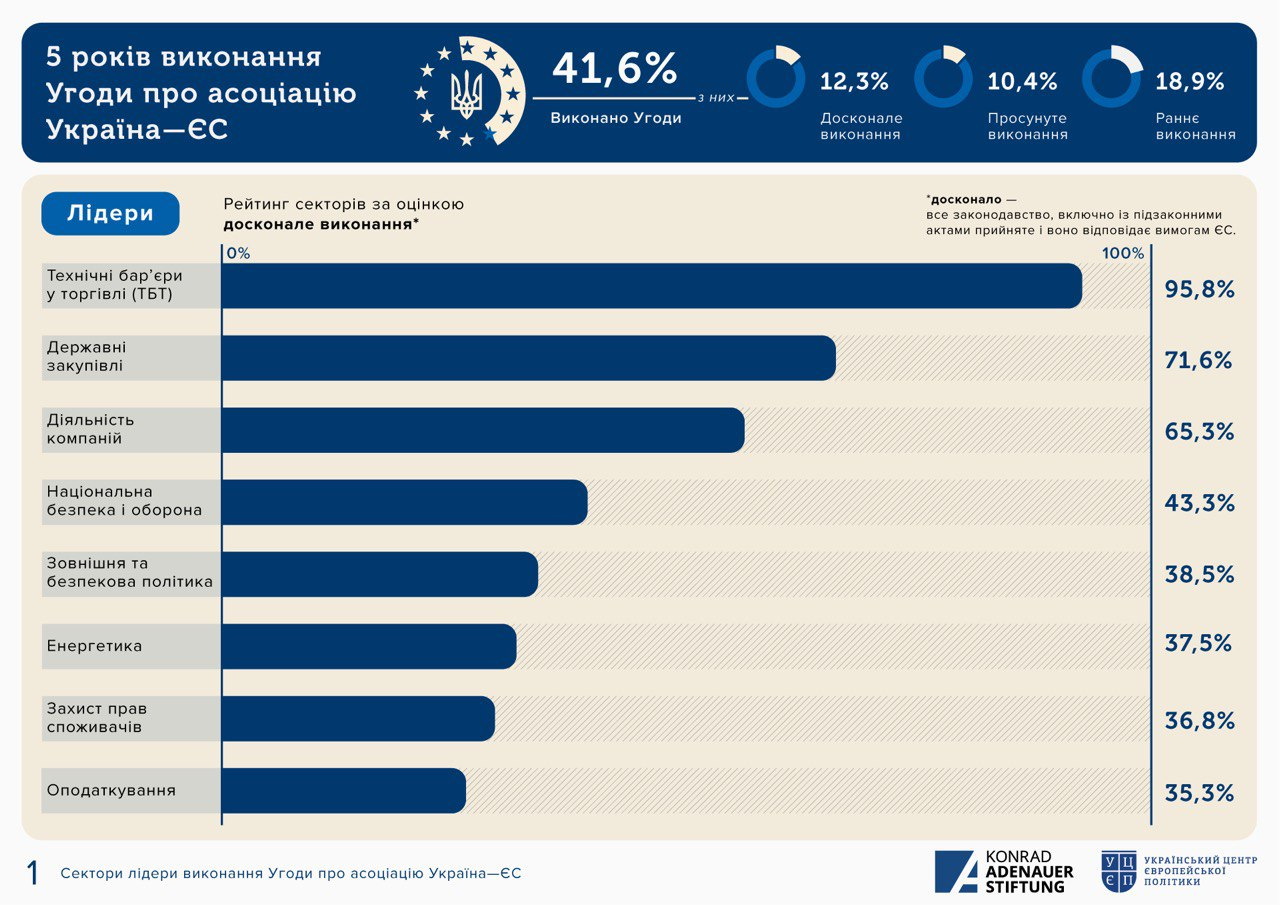 5 років виконання
Угоди про асоціацію
Україна—ЄС
41,6%
Виконано Угоди
з них
12,3%
Досконале
виконання
10,4%
Просунуте
виконання
18,9%
Раннє
виконання
Лідери
Рейтинг секторів за оцінкою
досконале виконання*
*досконало —
все законодавство, включно із підзаконними
актами прийняте і воно відповідає вимогам ЄС.
0%
100%
Технічні бар’єри
у торгівлі (ТБТ)
95,8%
Державні
закупівлі
71,6%
Діяльність
компаній
65,3%
Національна
безпека і оборона
43,3%
Зовнішня та
безпекова політика
38,5%
Енергетика
37,5%
Захист прав
споживачів
36,8%
Оподаткування
35,3%
1
Сектори лідери виконання Угоди про асоціацію Україна—ЄС
KONRAD
ADENAUER
STIFTUNG
УЦ
ЄП
УКРАЇНСЬКИЙ ЦЕНТР
ЄВРОПЕЙСЬКОЇ
ПОЛІТИКИ